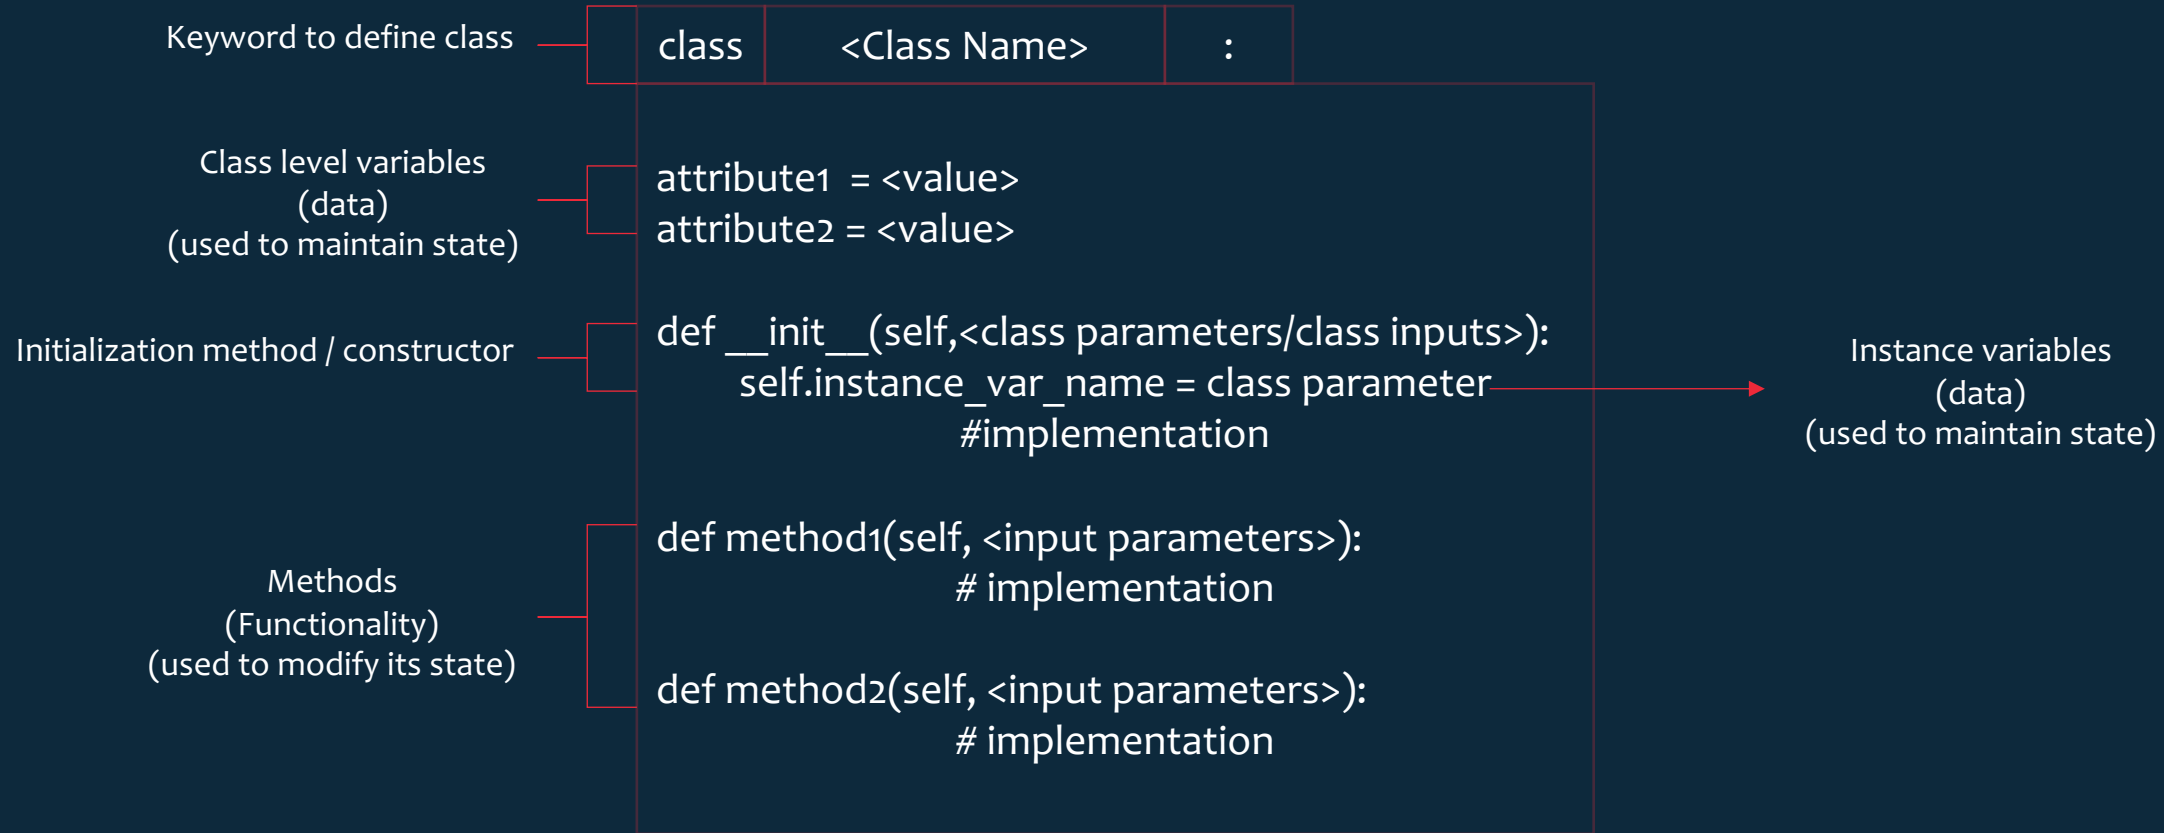 Keyword to define class
class <Class Name> :
Class level variables
(data)
(used to maintain state)
attribute1 = <value>
attribute2 = <value>
Initialization method / constructor
def __init__(self,<class parameters/class inputs>):
self.instance_var_name = class parameter
#implementation
Instance variables
(data)
(used to maintain state)
Methods
(Functionality)
(used to modify its state)
def method1(self, <input parameters>):
# implementation
def method2(self, <input parameters>):
# implementation